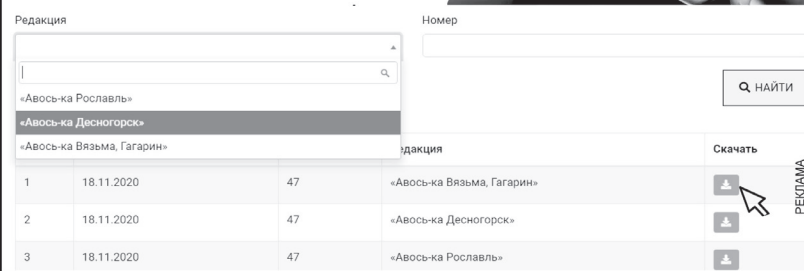 Редакция
Номер
«Авось-ка Рославль»
«Авось-ка Десногорск»
«Авось-ка Вязьма, Гагарин»
НАЙТИ
едакция
Скачать
1 18.11.2020 47 «Авось-ка Вязьма, Гагарин»
2 18.11.2020 47 «Авось-ка Десногорск»
3 18.11.2020 47 «Авось-ка Рославль»
РЕКЛАМА